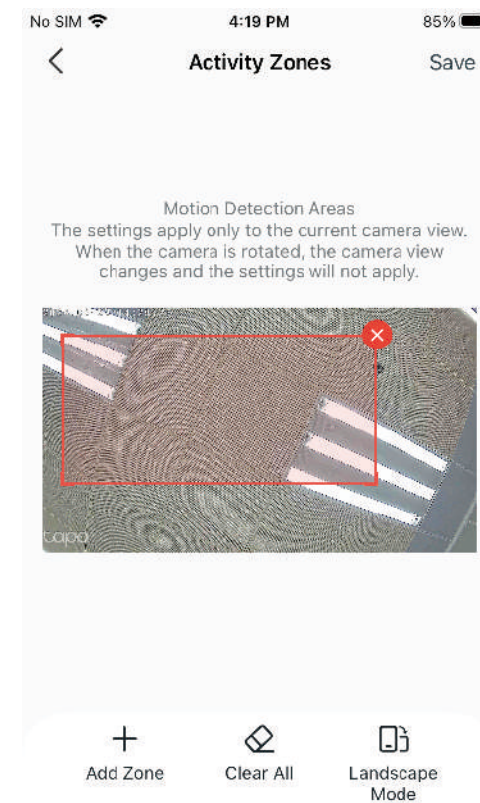 No SIM 4:19 PM 85%
Activity Zones Save
Motion Detection Areas
The settings apply only to the current camera view.
When the camera is rotated, the camera view
changes and the settings will not apply.
tapo
Add Zone Clear All Landscape
Mode